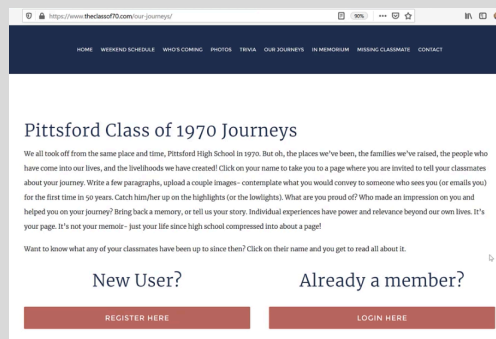 https://www.theclassof70.com/our-journeys/ 90%
HOME WEEKEND SCHEDULE WHO'S COMING PHOTOS TRIVIA OUR JOURNEYS IN MEMORIUM MISSING CLASSMATE CONTACT
Pittsford Class of 1970 Journeys
We all took off from the same place and time, Pittsford High School in 1970. But oh, the places we've been, the families we've raised, the people who
have come into our lives, and the livelihoods we have created! Click on your name to take you to a page where you are invited to tell your classmates
about your journey. Write a few paragraphs, upload a couple images- contemplate what you would convey to someone who sees you (or emails you)
for the first time in 50 years. Catch him/her up on the highlights (or the lowlights). What are you proud of? Who made an impression on you and
helped you on your journey? Bring back a memory, or tell us your story. Individual experiences have power and relevance beyond our own lives. It's
your page. It's not your memoir- just your life since high school compressed into about a page!
Want to know what any of your classmates have been up to since then? Click on their name and you get to read all about it.
New User? Already a member?
REGISTER HERE LOGIN HERE